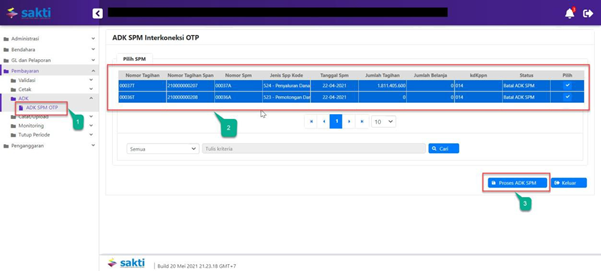 sakti
ADK SPM Interkoneksi OTP
Administrasi
Bendahara
GL dan Pelaporan
Pembayaran
Validasi
Cetak
ADK
ADK SPM OTP
Catat/Upload
Monitoring
Tutup Periode
Penganggaran
1
Pilih SPM
Nomor Tagihan Nomor Tagihan Span Nomor Spm Jenis Spp Kode Tanggal Spm Jumlah Tagihan Jumlah Belanja kdKppn Status Pilih
00037T 210000000207 00037A 524 - Penyaluran Dana 22-04-2021 1,811,405,600 0 014 Batal ADK SPM
00036T 210000000208 00036A 523 - Pemotongan Dana 22-04-2021 0 0 014 Batal ADK SPM
2
« ‹ 1 › » 10
Semua Tulis kriteria Cari
Proses ADK SPM Keluar
3
sakti Build 20 Mei 2021 21.23.18 GMT+7